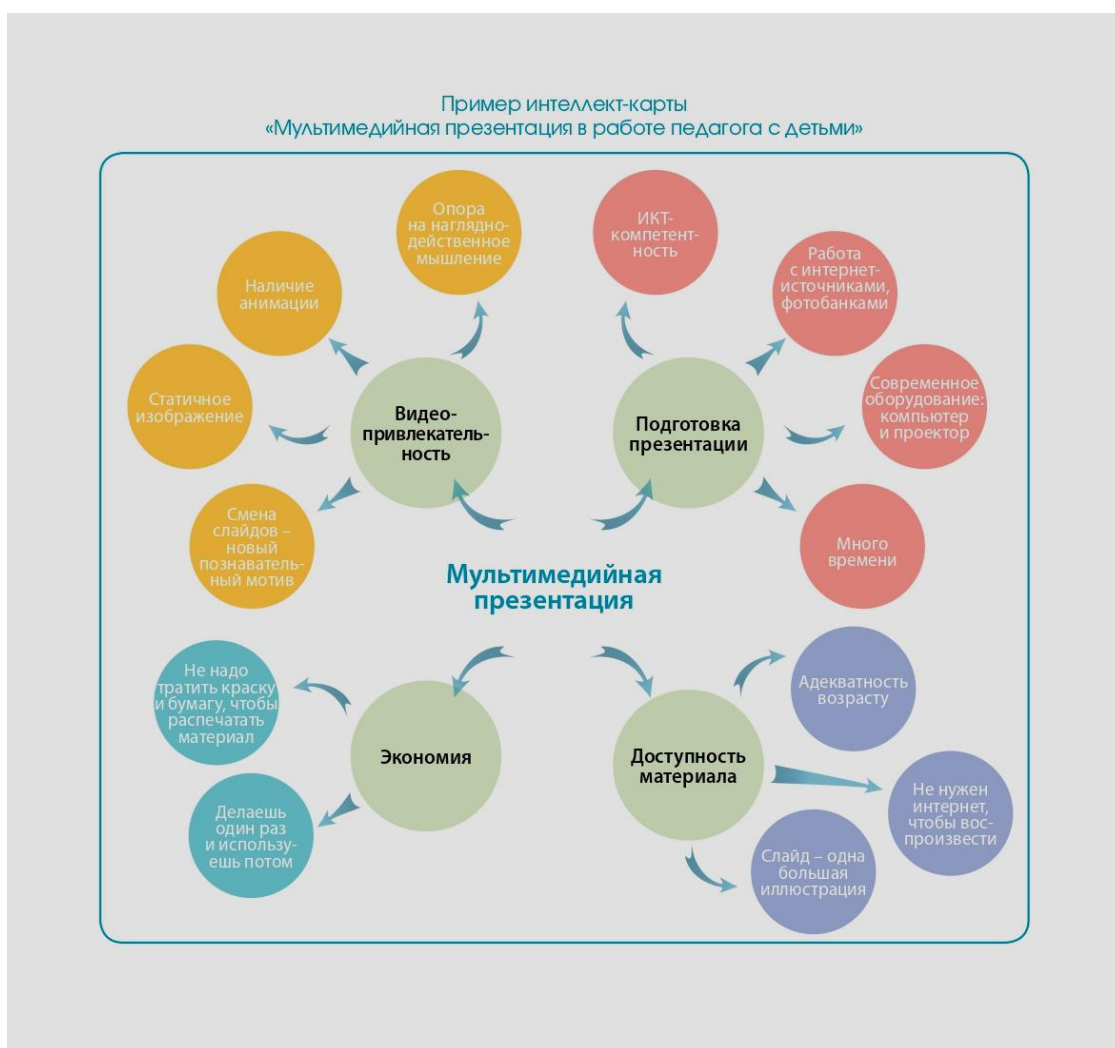 Пример интеллект-карты
«Мультимедийная презентация в работе педагога с детьми»
Опора
на наглядно-
действенное
мышление
Наличие
анимации
Статичное
изображение
Смена
слайдов –
новый
познаватель-
ный мотив
Видео-
привлекатель-
ность
ИКТ-
компетент-
ность
Работа
с интернет-
источниками,
фотобанками
Современное
оборудование:
компьютер
и проектор
Много
времени
Подготовка
презентации
Мультимедийная
презентация
Не надо
тратить краску
и бумагу, чтобы
распечатать
материал
Делаешь
один раз
и использу-
ешь потом
Экономия
Доступность
материала
Адекватность
возрасту
Не нужен
интернет,
чтобы вос-
произвести
Слайд – одна
большая
иллюстрация